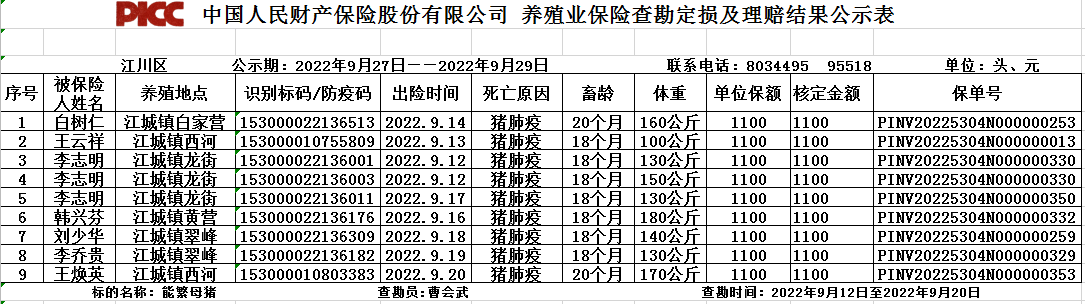 PICC 中国人民财产保险股份有限公司 养殖业保险查勘定损及理赔结果公示表
江川区 公示期：2022年9月27日－－2022年9月29日 联系电话：8034495 95518 单位：头、元
序号 被保险人姓名 养殖地点 识别标码/防疫码 出险时间 死亡原因 畜龄 体重 单位保额 核定金额 保单号
1 白树仁 江城镇白家营 153000022136513 2022.9.14 猪肺疫 20个月 160公斤 1100 1100 PINV20225304N000000253
2 王云祥 江城镇西河 153000010755809 2022.9.13 猪肺疫 18个月 100公斤 1100 1100 PINV20225304N000000013
3 李志明 江城镇龙街 153000022136001 2022.9.12 猪肺疫 18个月 130公斤 1100 1100 PINV20225304N000000330
4 李志明 江城镇龙街 153000022136003 2022.9.12 猪肺疫 18个月 150公斤 1100 1100 PINV20225304N000000330
5 李志明 江城镇龙街 153000022136011 2022.9.17 猪肺疫 18个月 130公斤 1100 1100 PINV20225304N000000350
6 韩兴芬 江城镇黄营 153000022136176 2022.9.16 猪肺疫 18个月 180公斤 1100 1100 PINV20225304N000000332
7 刘少华 江城镇翠峰 153000022136309 2022.9.18 猪肺疫 18个月 140公斤 1100 1100 PINV20225304N000000259
8 李乔贵 江城镇翠峰 153000022136182 2022.9.19 猪肺疫 18个月 130公斤 1100 1100 PINV20225304N000000329
9 王焕英 江城镇西河 153000010803383 2022.9.20 猪肺疫 20个月 170公斤 1100 1100 PINV20225304N000000353
标的名称：能繁母猪 查勘员:曹会武 查勘时间：2022年9月12日至2022年9月20日